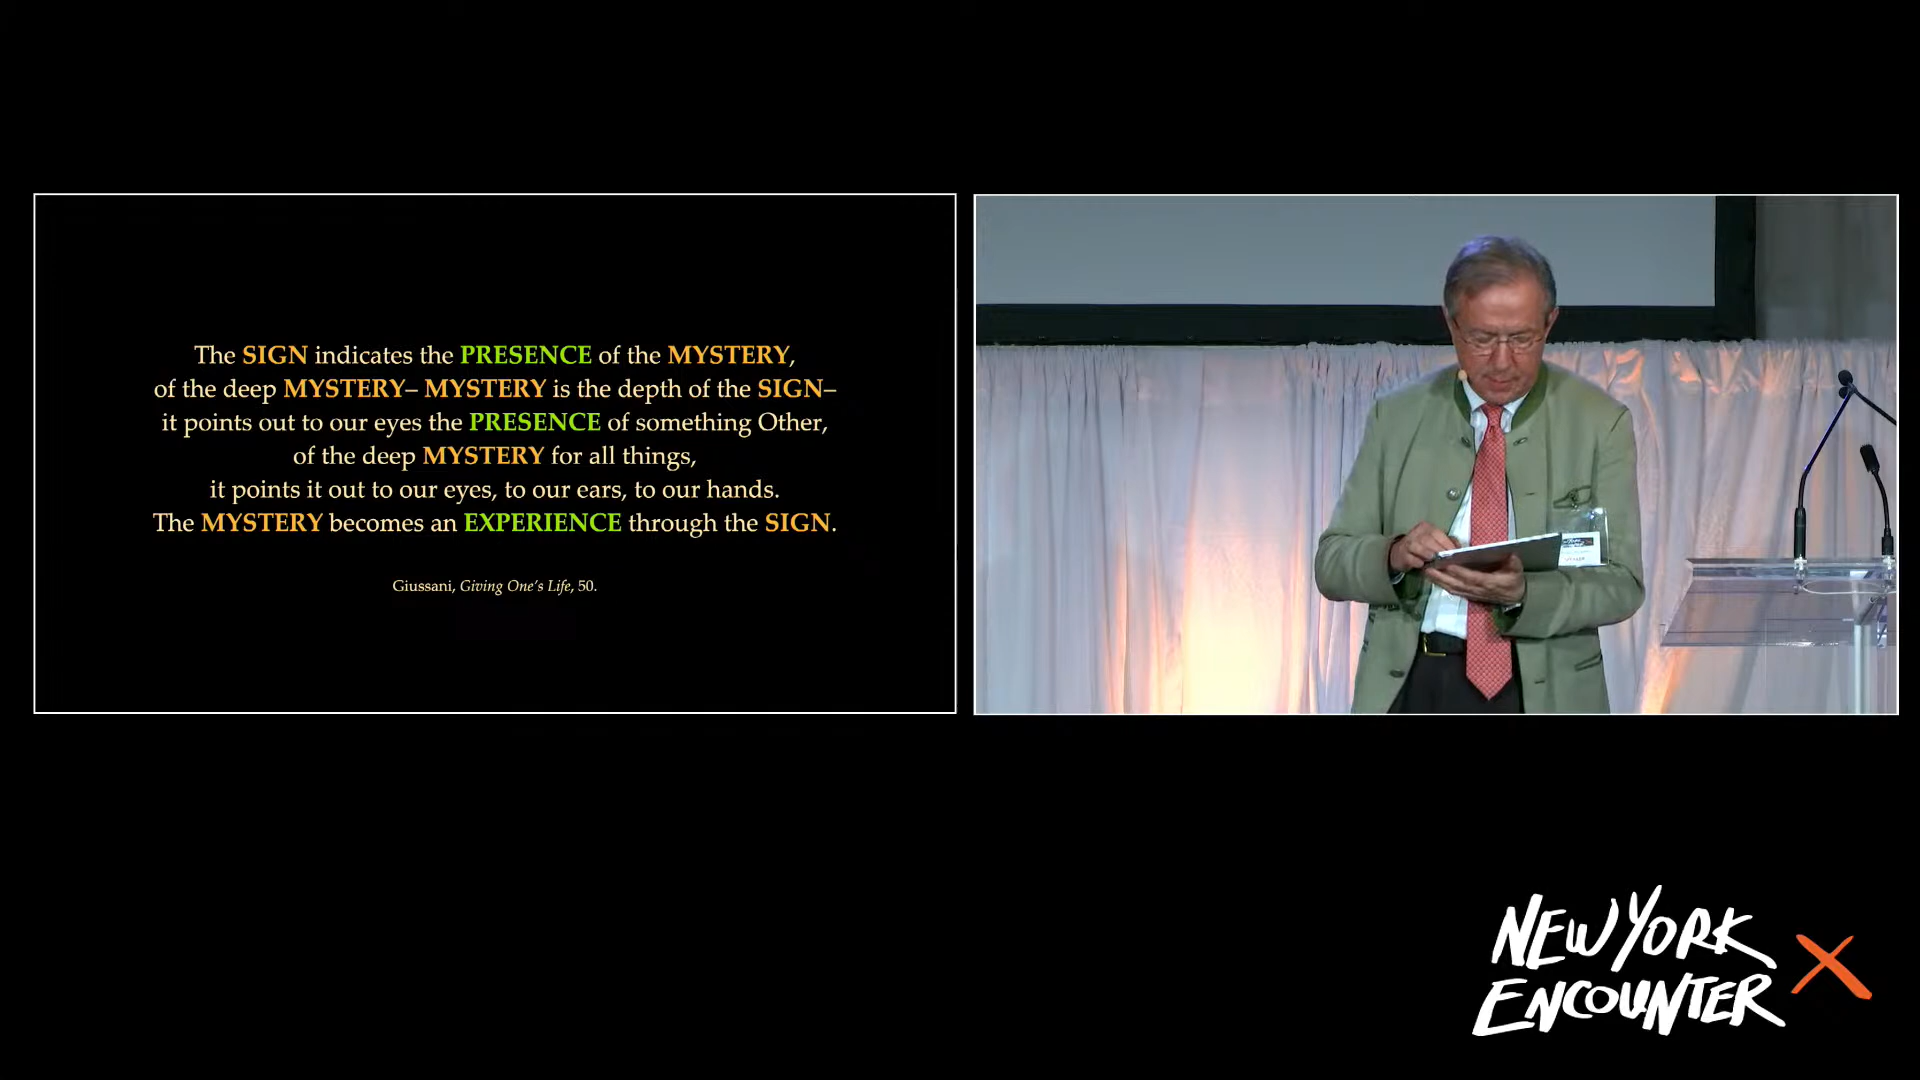 The SIGN indicates the PRESENCE of the MYSTERY,
of the deep MYSTERY– MYSTERY is the depth of the SIGN–
it points out to our eyes the PRESENCE of something Other,
of the deep MYSTERY for all things,
it points it out to our eyes, to our ears, to our hands.
The MYSTERY becomes an EXPERIENCE through the SIGN.
Giussani, Giving One's Life, 50.
NEW YORK
ENCOUNTER